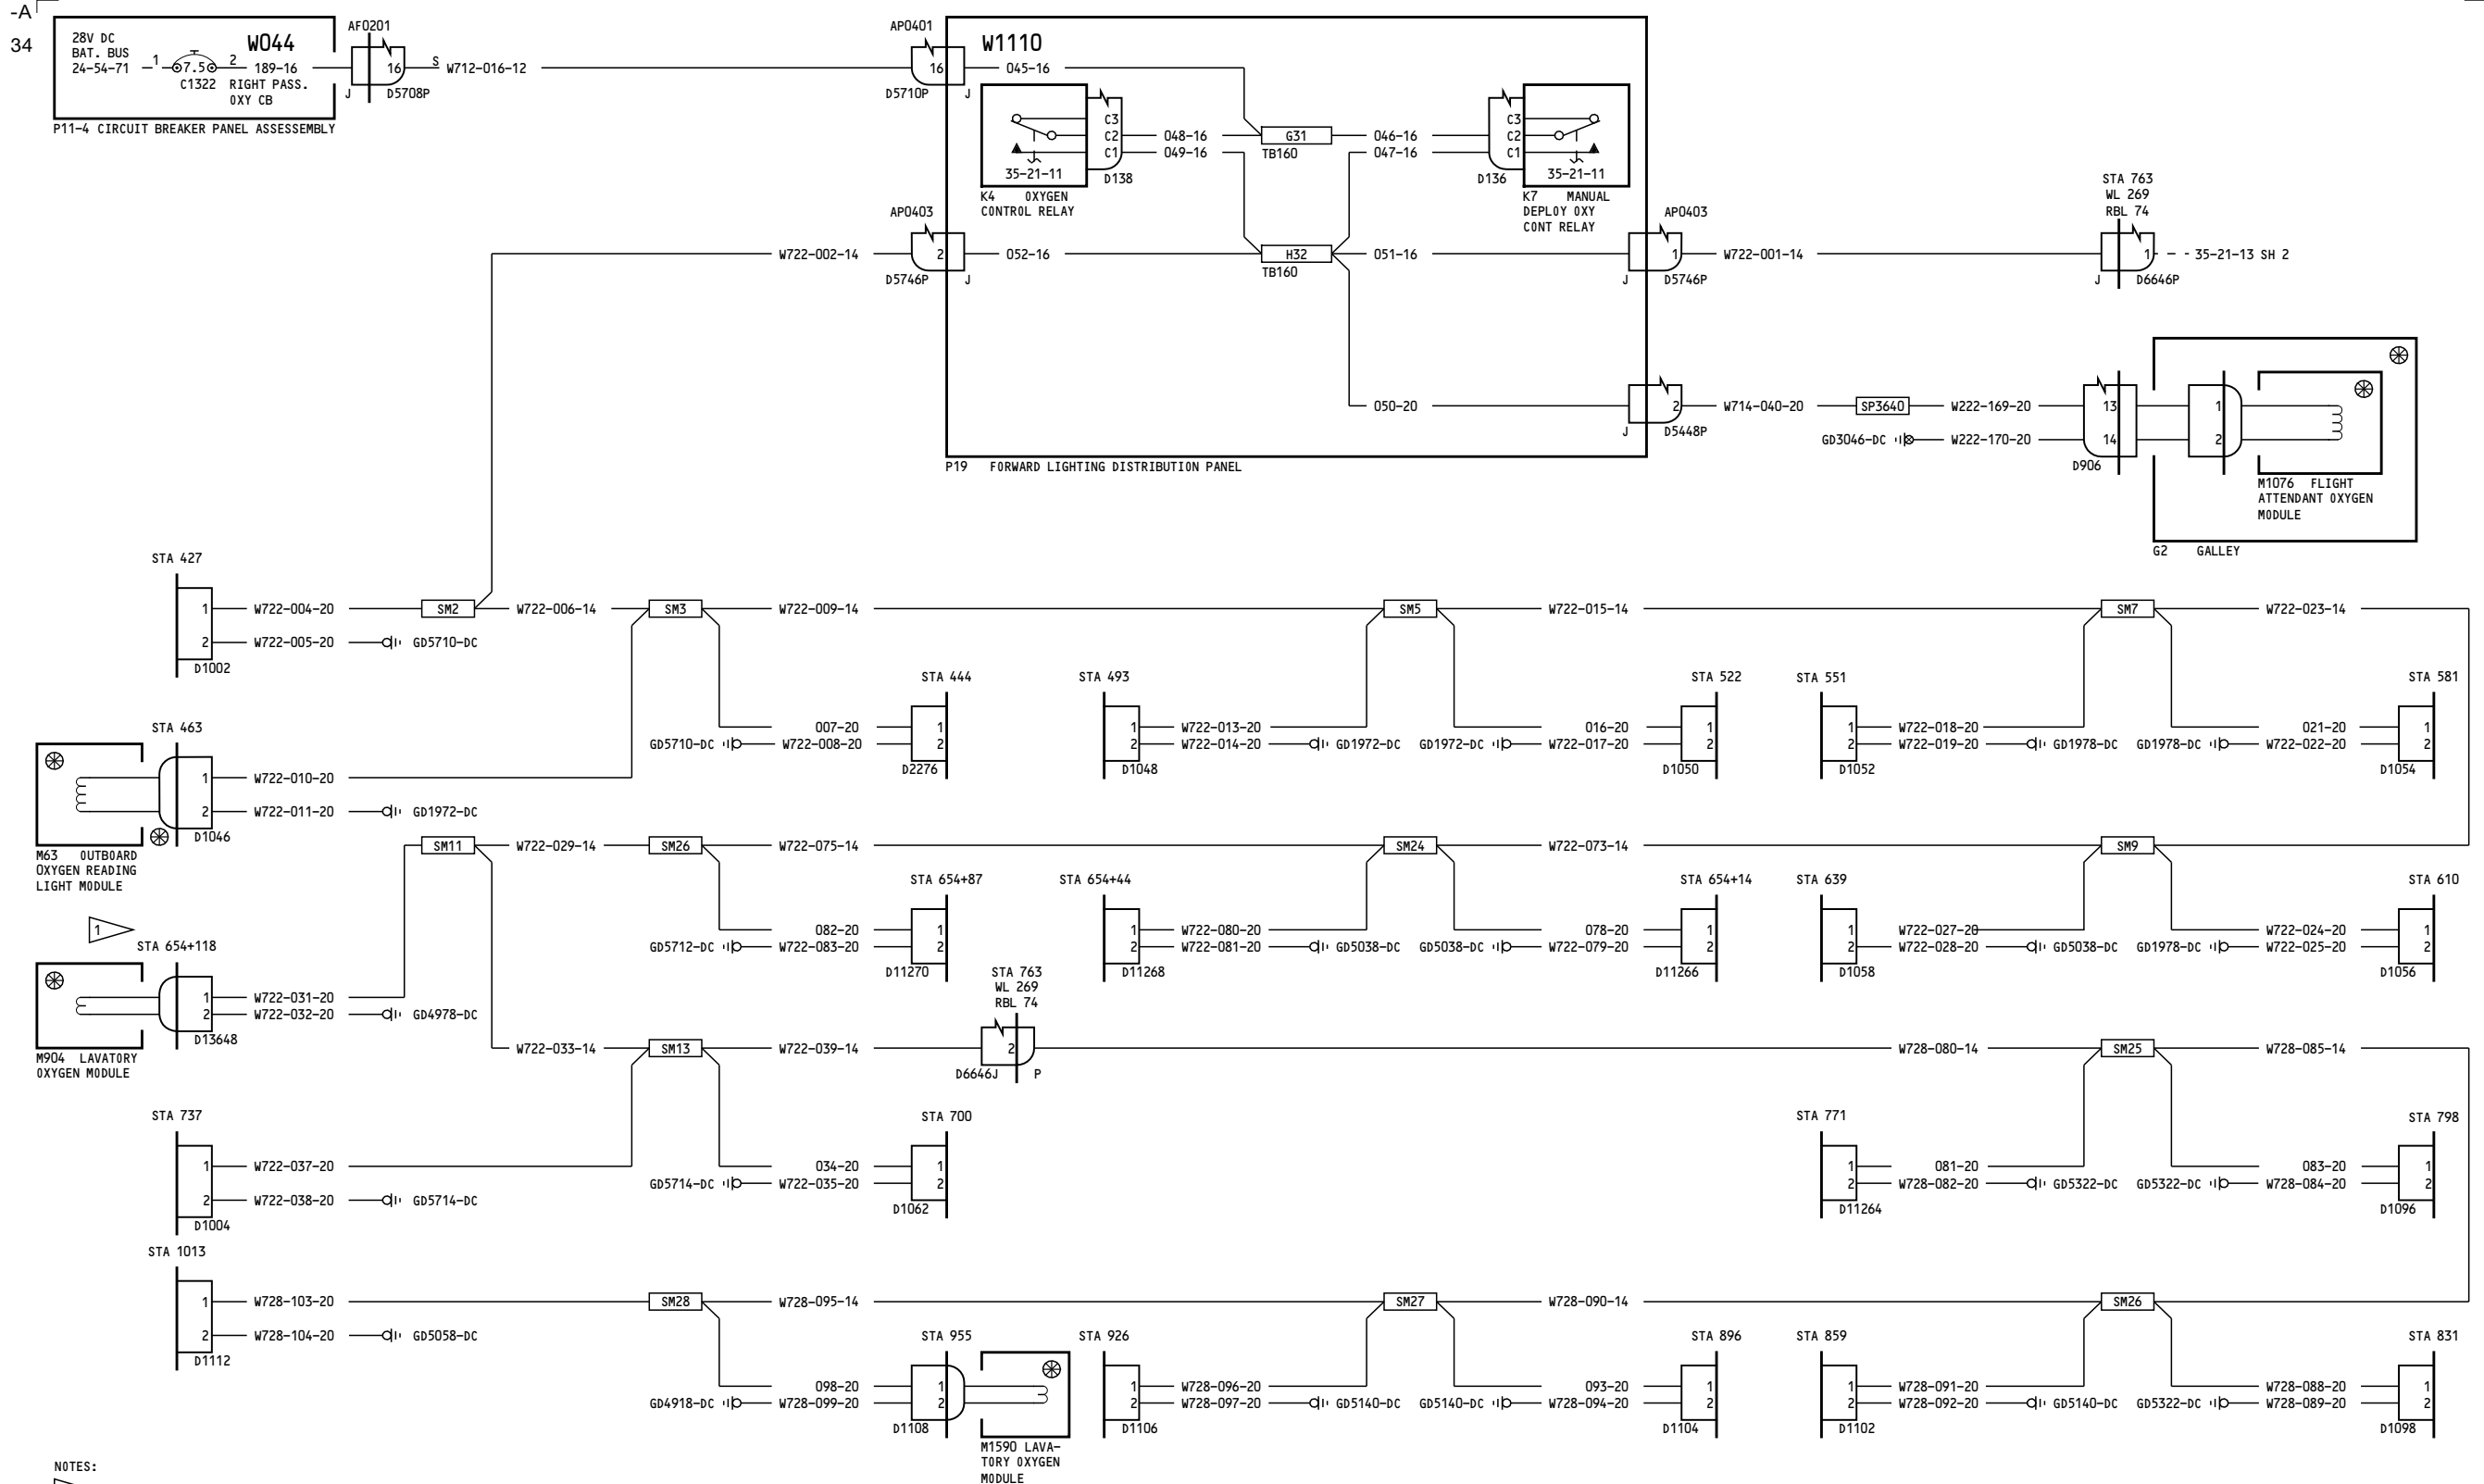 -A
34
28V DC
BAT. BUS
24-54-71
1
7.5
2
W044
189-16
C1322
RIGHT PASS.
OXY CB
P11-4 CIRCUIT BREAKER PANEL ASSESSEMBLY
AF0201
16
J
D5708P
S
W712-016-12
AP0401
16
D5710P
J
W1110
045-16
C3
C2
C1
35-21-11
D138
K4 OXYGEN
CONTROL RELAY
048-16
049-16
G31
TB160
046-16
047-16
C3
C2
C1
35-21-11
D136
K7 MANUAL
DEPLOY OXY
CONT RELAY
AP0403
W722-002-14
2
D5746P
J
052-16
H32
TB160
051-16
AP0403
1
J
D5746P
W722-001-14
STA 763
WL 269
RBL 74
1
J
D6646P
35-21-13 SH 2
050-20
2
J
D5448P
W714-040-20
SP3640
W222-169-20
13
GD3046-DC
W222-170-20
14
D906
1
2
M1076 FLIGHT
ATTENDANT OXYGEN
MODULE
G2 GALLEY
P19 FORWARD LIGHTING DISTRIBUTION PANEL
STA 427
1
W722-004-20
SM2
W722-006-14
SM3
W722-009-14
SM5
W722-015-14
SM7
W722-023-14
2
W722-005-20
GD5710-DC
D1002
STA 444
007-20
1
GD5710-DC
W722-008-20
2
D2276
STA 493
1
W722-013-20
2
W722-014-20
GD1972-DC
D1048
STA 522
016-20
1
GD1972-DC
W722-017-20
2
D1050
STA 551
1
W722-018-20
2
W722-019-20
GD1978-DC
D1052
STA 581
021-20
1
GD1978-DC
W722-022-20
2
D1054
STA 463
1
W722-010-20
2
W722-011-20
GD1972-DC
D1046
M63 OUTBOARD
OXYGEN READING
LIGHT MODULE
SM11
W722-029-14
SM26
W722-075-14
SM24
W722-073-14
SM9
STA 654+87
082-20
1
GD5712-DC
W722-083-20
2
D11270
STA 654+44
1
W722-080-20
2
W722-081-20
GD5038-DC
D11268
STA 654+14
078-20
1
GD5038-DC
W722-079-20
2
D11266
STA 639
1
W722-027-20
2
W722-028-20
GD5038-DC
D1058
STA 610
W722-024-20
1
GD1978-DC
W722-025-20
2
D1056
1
STA 654+118
1
W722-031-20
2
W722-032-20
GD4978-DC
D13648
M904 LAVATORY
OXYGEN MODULE
W722-033-14
SM13
W722-039-14
STA 763
WL 269
RBL 74
2
D6646J
P
W728-080-14
SM25
W728-085-14
STA 737
1
W722-037-20
2
W722-038-20
GD5714-DC
D1004
STA 700
034-20
1
GD5714-DC
W722-035-20
2
D1062
STA 771
1
081-20
2
W728-082-20
GD5322-DC
D11264
STA 798
083-20
1
GD5322-DC
W728-084-20
2
D1096
STA 1013
1
W728-103-20
SM28
W728-095-14
SM27
W728-090-14
SM26
2
W728-104-20
GD5058-DC
D1112
STA 955
098-20
1
GD4918-DC
W728-099-20
2
D1108
M1590 LAVA-
TORY OXYGEN
MODULE
STA 926
1
W728-096-20
2
W728-097-20
GD5140-DC
D1106
STA 896
093-20
1
GD5140-DC
W728-094-20
2
D1104
STA 859
1
W728-091-20
2
W728-092-20
GD5140-DC
D1102
STA 831
W728-088-20
1
GD5322-DC
W728-089-20
2
D1098
NOTES: